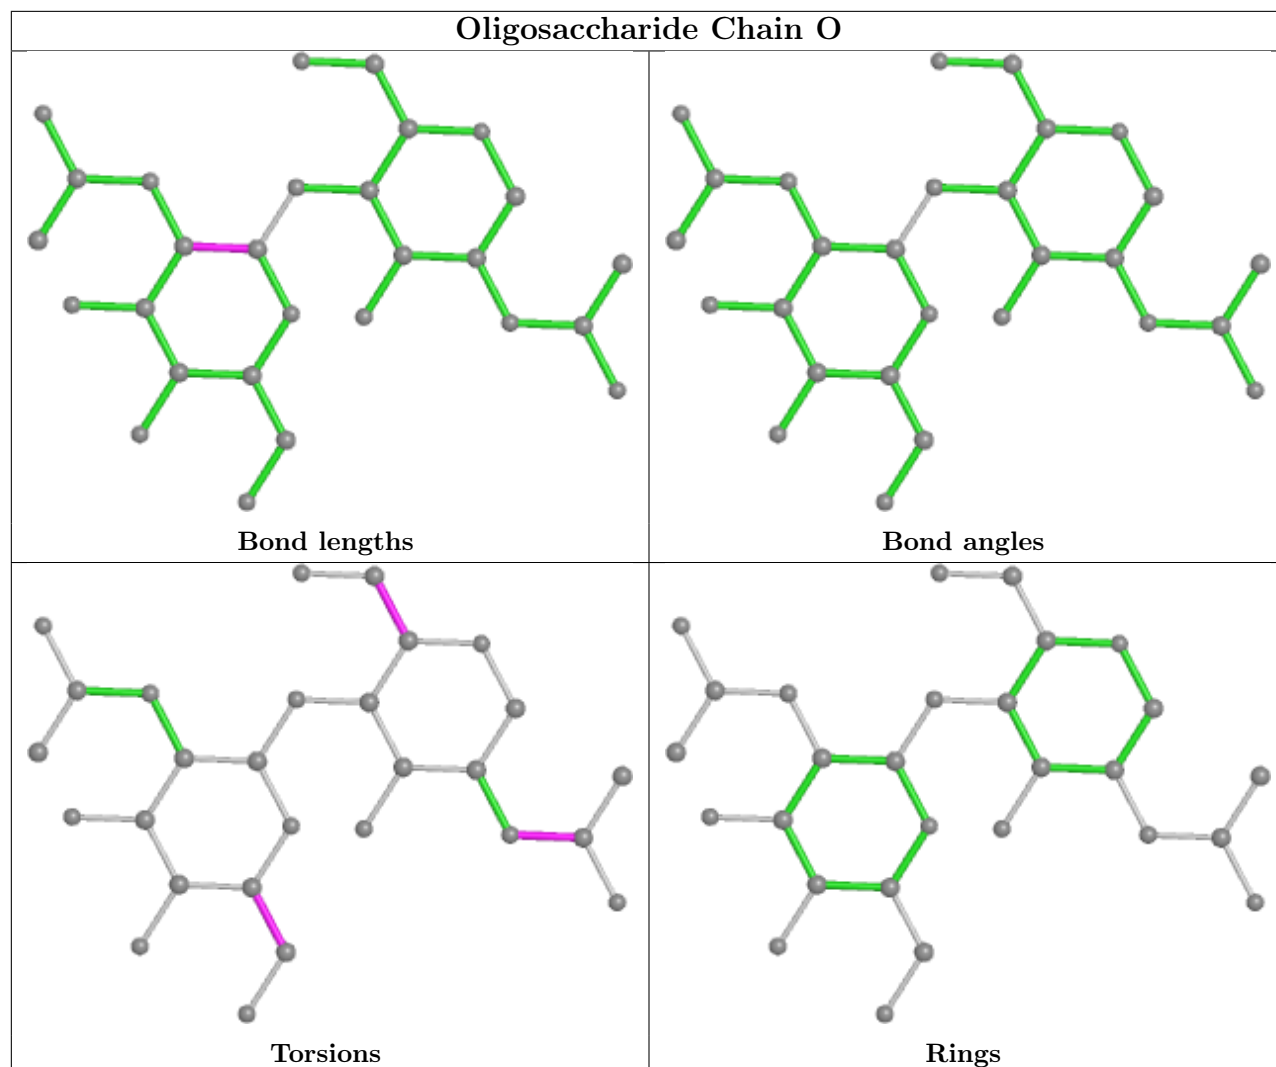 Oligosaccharide Chain O
Bond lengths
Bond angles
Torsions
Rings